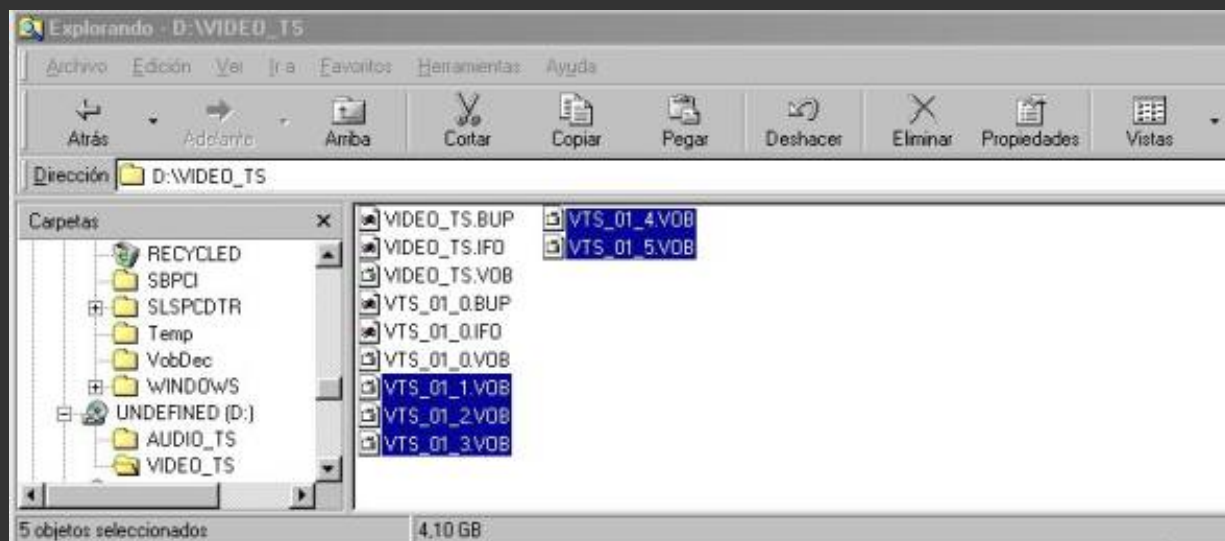 Explorando - D:\VIDEO_TS
Archivo Edición Ver Ir a Favoritos Herramientas Ayuda
Atrás Adelante Arriba Cortar Copiar Pegar Deshacer Eliminar Propiedades Vistas
Dirección D:\VIDEO_TS
Carpetas
RECYCLED
SBPCI
SLSPCDTR
Temp
VobDec
WINDOWS
UNDEFINED (D:)
AUDIO_TS
VIDEO_TS
VIDEO_TS.BUP
VIDEO_TS.IFO
VIDEO_TS.VOB
VTS_01_0.BUP
VTS_01_0.IFO
VTS_01_0.VOB
VTS_01_1.VOB
VTS_01_2.VOB
VTS_01_3.VOB
VTS_01_4.VOB
VTS_01_5.VOB
5 objetos seleccionados 4,10 GB